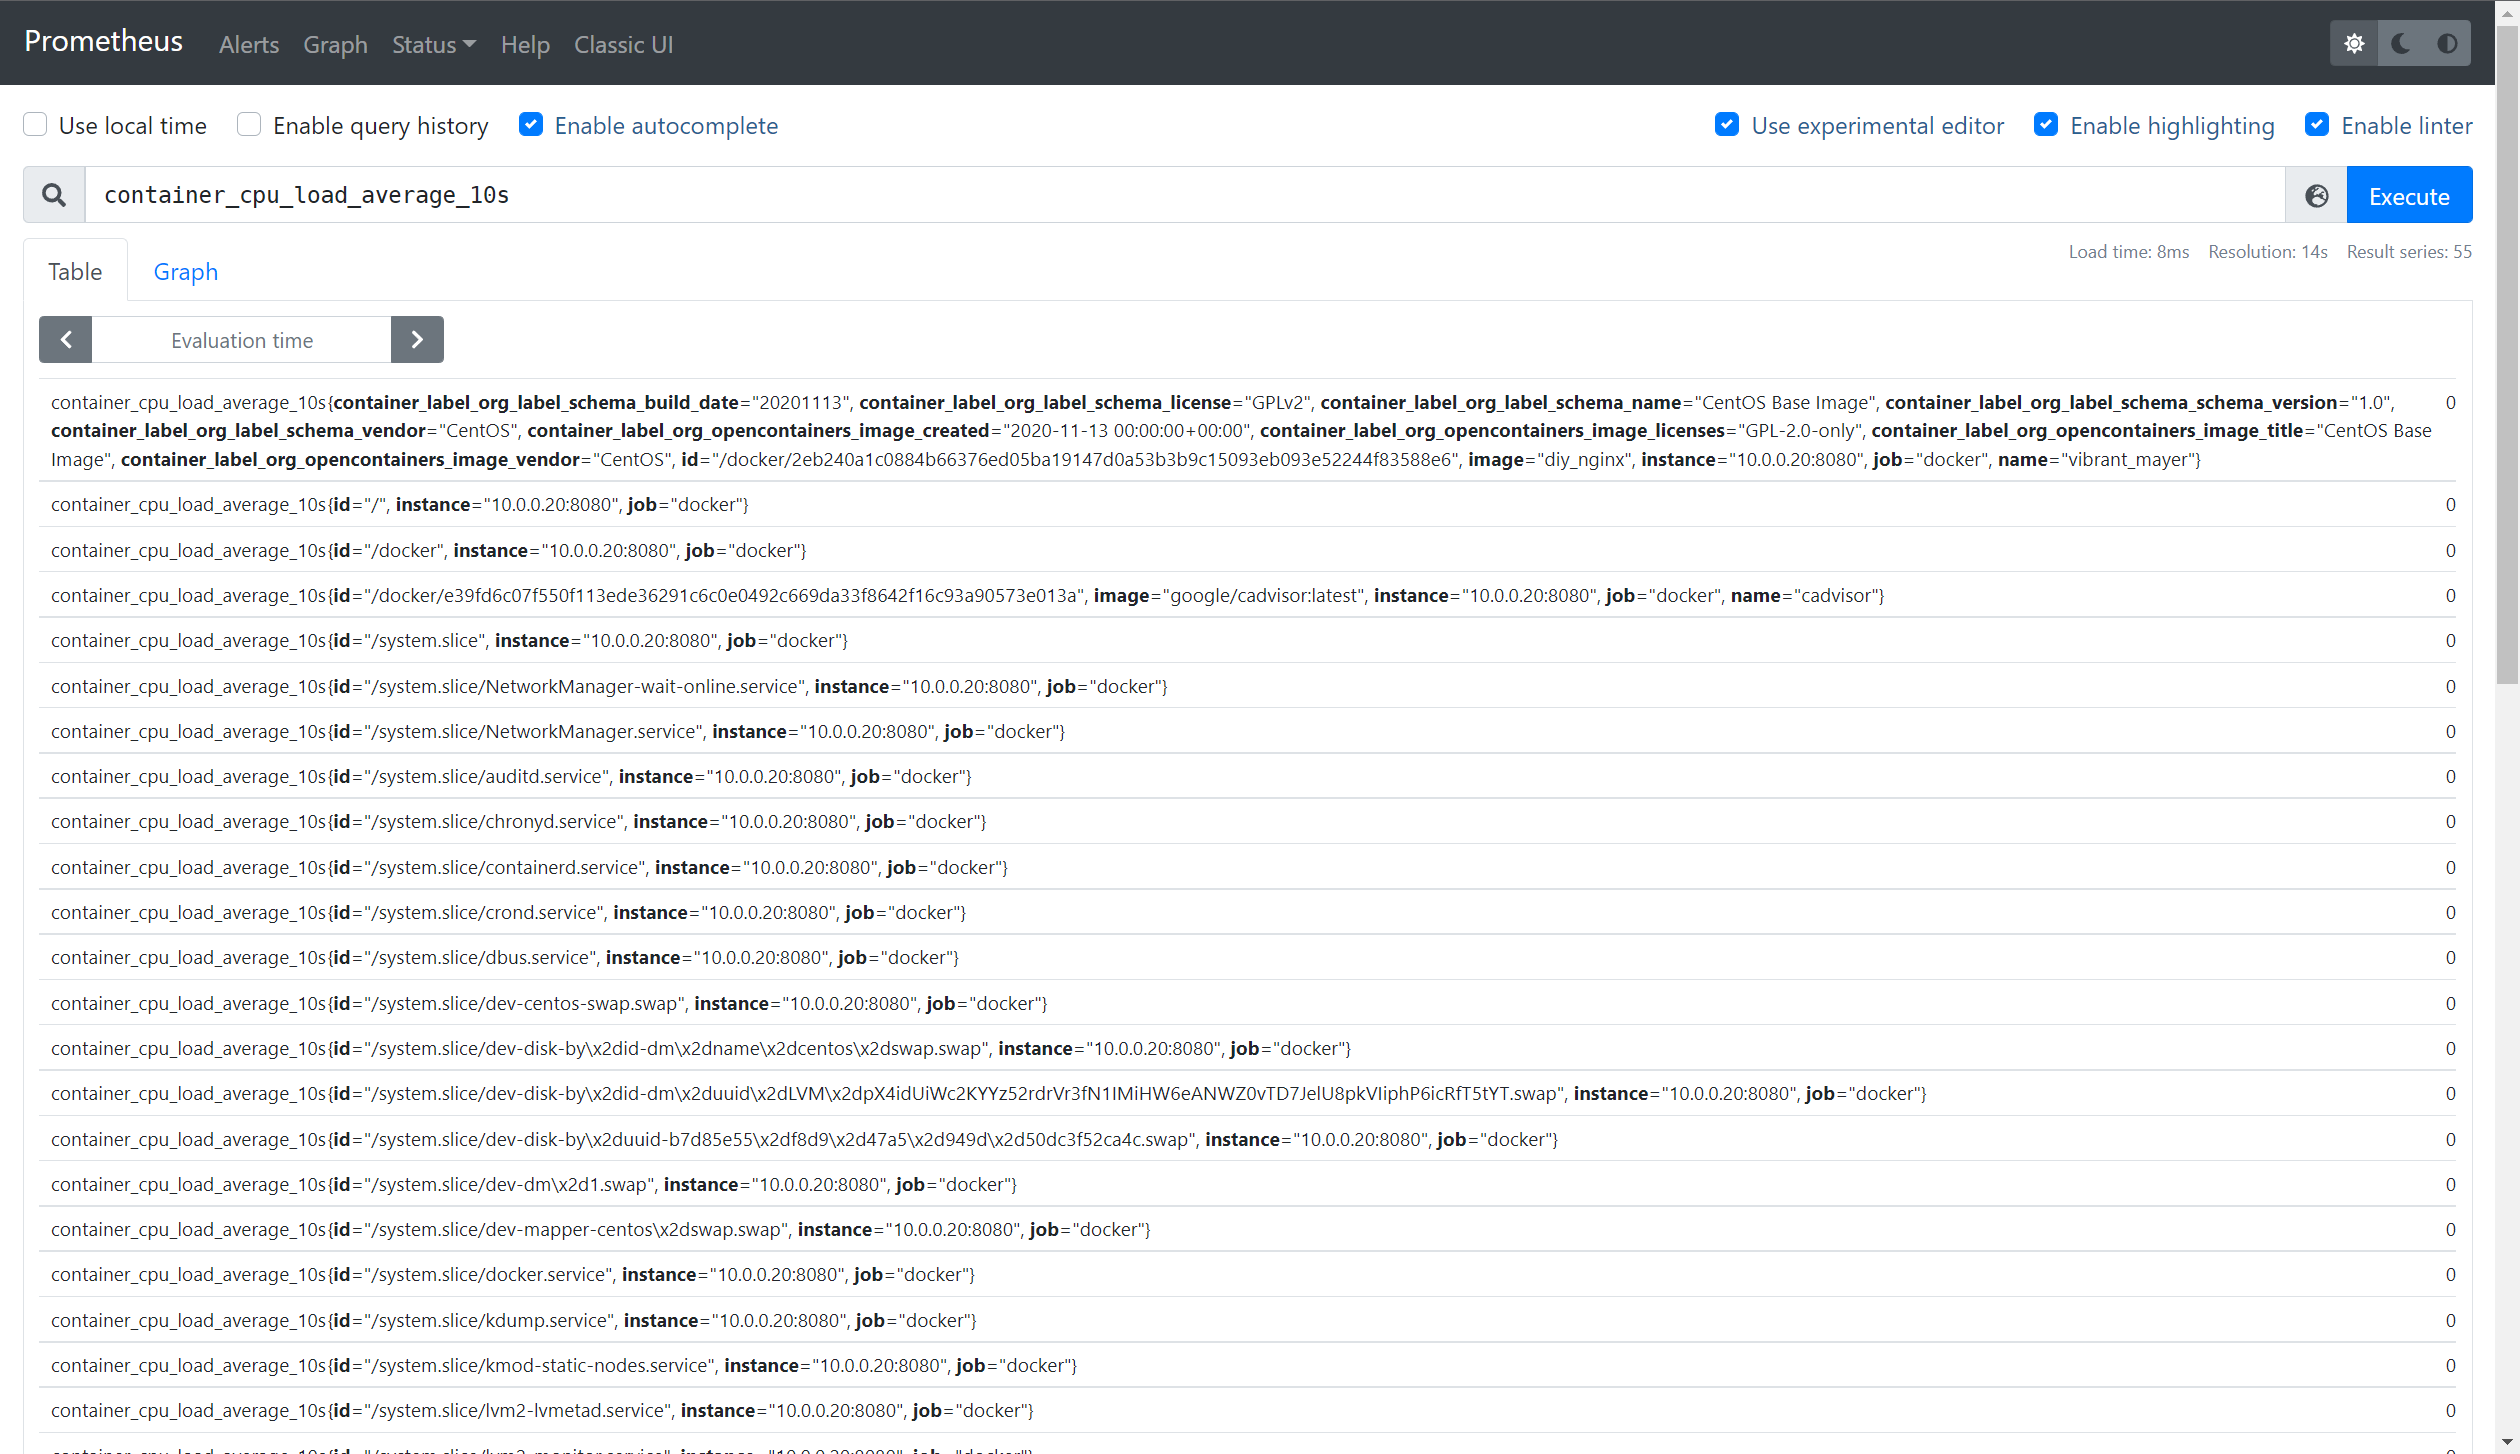 Prometheus Alerts Graph Status Help Classic UI
Use local time Enable query history Enable autocomplete Use experimental editor Enable highlighting Enable linter
container_cpu_load_average_10s Execute
Table Graph Load time: 8ms Resolution: 14s Result series: 55
Evaluation time
container_cpu_load_average_10s{container_label_org_label_schema_build_date="20201113", container_label_org_label_schema_license="GPLv2", container_label_org_label_schema_name="CentOS Base Image", container_label_org_label_schema_schema_version="1.0", 0
container_label_org_label_schema_vendor="CentOS", container_label_org_opencontainers_image_created="2020-11-13 00:00:00+00:00", container_label_org_opencontainers_image_licenses="GPL-2.0-only", container_label_org_opencontainers_image_title="CentOS Base
Image", container_label_org_opencontainers_image_vendor="CentOS", id="/docker/2eb240a1c0884b66376ed05ba19147d0a53b3b9c15093eb093e52244f83588e6", image="diy_nginx", instance="10.0.0.20:8080", job="docker", name="vibrant_mayer"}
container_cpu_load_average_10s{id="/", instance="10.0.0.20:8080", job="docker"} 0
container_cpu_load_average_10s{id="/docker", instance="10.0.0.20:8080", job="docker"} 0
container_cpu_load_average_10s{id="/docker/e39fd6c07f550f113ede36291c6c0e0492c669da33f8642f16c93a90573e013a", image="google/cadvisor:latest", instance="10.0.0.20:8080", job="docker", name="cadvisor"} 0
container_cpu_load_average_10s{id="/system.slice", instance="10.0.0.20:8080", job="docker"} 0
container_cpu_load_average_10s{id="/system.slice/NetworkManager-wait-online.service", instance="10.0.0.20:8080", job="docker"} 0
container_cpu_load_average_10s{id="/system.slice/NetworkManager.service", instance="10.0.0.20:8080", job="docker"} 0
container_cpu_load_average_10s{id="/system.slice/auditd.service", instance="10.0.0.20:8080", job="docker"} 0
container_cpu_load_average_10s{id="/system.slice/chronyd.service", instance="10.0.0.20:8080", job="docker"} 0
container_cpu_load_average_10s{id="/system.slice/containerd.service", instance="10.0.0.20:8080", job="docker"} 0
container_cpu_load_average_10s{id="/system.slice/crond.service", instance="10.0.0.20:8080", job="docker"} 0
container_cpu_load_average_10s{id="/system.slice/dbus.service", instance="10.0.0.20:8080", job="docker"} 0
container_cpu_load_average_10s{id="/system.slice/dev-centos-swap.swap", instance="10.0.0.20:8080", job="docker"} 0
container_cpu_load_average_10s{id="/system.slice/dev-disk-by\x2did-dm\x2dname\x2dcentos\x2dswap.swap", instance="10.0.0.20:8080", job="docker"} 0
container_cpu_load_average_10s{id="/system.slice/dev-disk-by\x2did-dm\x2duuid\x2dLVM\x2dpX4idUiWc2KYYz52rdrVr3fN1IMiHW6eANWZ0vTD7JelU8pkVIiphP6icRfT5tYT.swap", instance="10.0.0.20:8080", job="docker"} 0
container_cpu_load_average_10s{id="/system.slice/dev-disk-by\x2duuid-b7d85e55\x2df8d9\x2d47a5\x2d949d\x2d50dc3f52ca4c.swap", instance="10.0.0.20:8080", job="docker"} 0
container_cpu_load_average_10s{id="/system.slice/dev-dm\x2d1.swap", instance="10.0.0.20:8080", job="docker"} 0
container_cpu_load_average_10s{id="/system.slice/dev-mapper-centos\x2dswap.swap", instance="10.0.0.20:8080", job="docker"} 0
container_cpu_load_average_10s{id="/system.slice/docker.service", instance="10.0.0.20:8080", job="docker"} 0
container_cpu_load_average_10s{id="/system.slice/kdump.service", instance="10.0.0.20:8080", job="docker"} 0
container_cpu_load_average_10s{id="/system.slice/kmod-static-nodes.service", instance="10.0.0.20:8080", job="docker"} 0
container_cpu_load_average_10s{id="/system.slice/lvm2-lvmetad.service", instance="10.0.0.20:8080", job="docker"} 0